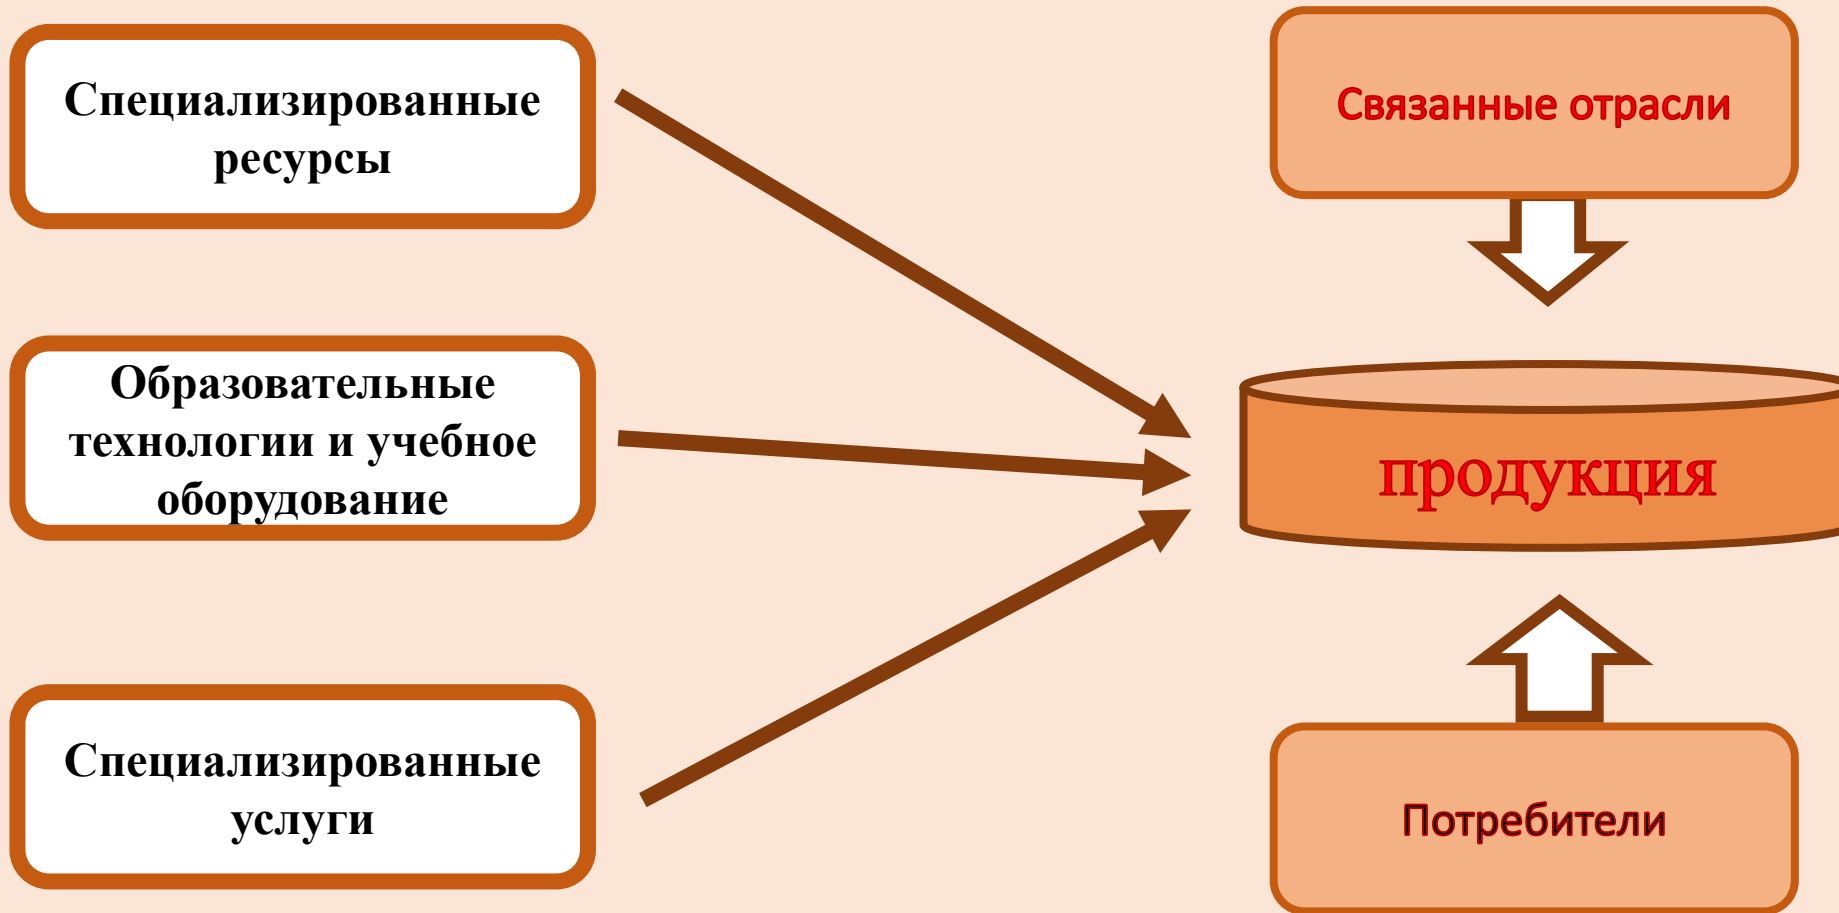 Специализированные
ресурсы
Образовательные
технологии и учебное
оборудование
Специализированные
услуги
Связанные отрасли
продукция
Потребители